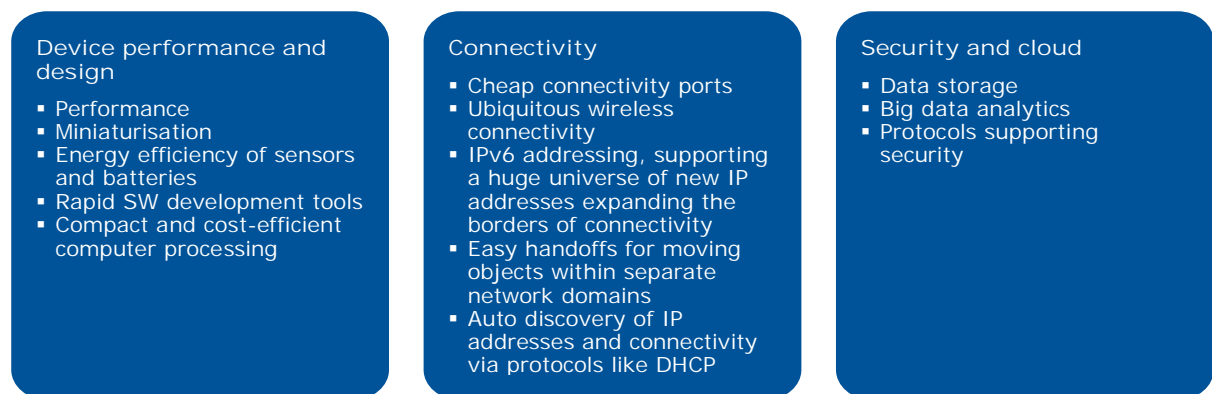 Device performance and
design
▪ Performance
▪ Miniaturisation
▪ Energy efficiency of sensors
and batteries
▪ Rapid SW development tools
▪ Compact and cost-efficient
computer processing
Connectivity
▪ Cheap connectivity ports
▪ Ubiquitous wireless
connectivity
▪ IPv6 addressing, supporting
a huge universe of new IP
addresses expanding the
borders of connectivity
▪ Easy handoffs for moving
objects within separate
network domains
▪ Auto discovery of IP
addresses and connectivity
via protocols like DHCP
Security and cloud
▪ Data storage
▪ Big data analytics
▪ Protocols supporting
security